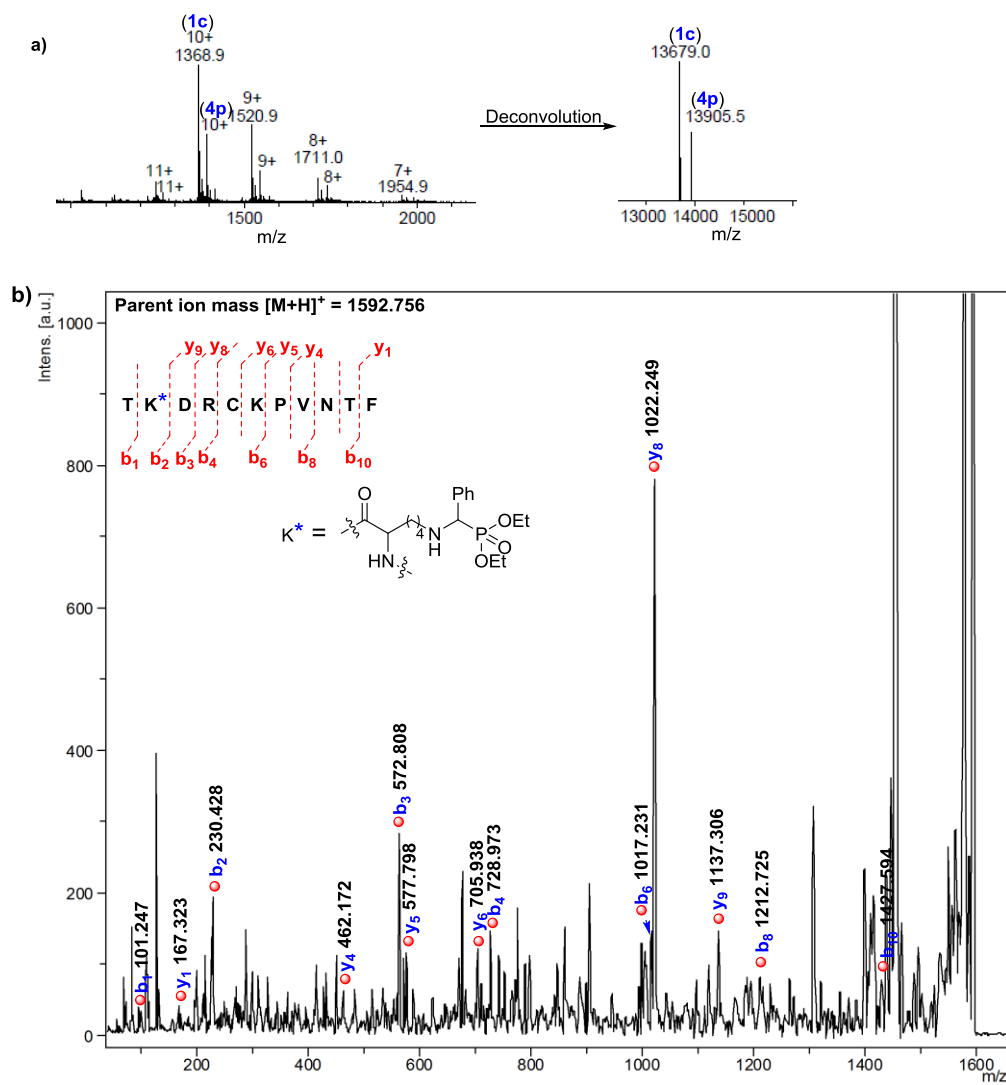 a)
(1c)
10+
1368.9
(4p)
10+
9+
1520.9
9+
8+
1711.0
8+
7+
1954.9
11+
11+
1500
2000
m/z
Deconvolution
(1c)
13679.0
(4p)
13905.5
13000 14000 15000
m/z
b)
Parent ion mass [M+H]+ = 1592.756
Intens. [a.u.]
y9 y8 y6 y5 y4 y1
T K* D R C K P V N T F
b1 b2 b3 b4 b6 b8 b10
K* =
O
HN
4
N
H
Ph
P
OEt
O
OEt
1000
800
600
400
200
0
b1 101.247
y1 167.323
b2 230.428
y4 462.172
b3 572.808
y5 577.798
y6 705.938
b4 728.973
b6 1017.231
y8 1022.249
y9 1137.306
b8 1212.725
b10 1427.594
200 400 600 800 1000 1200 1400 1600
m/z